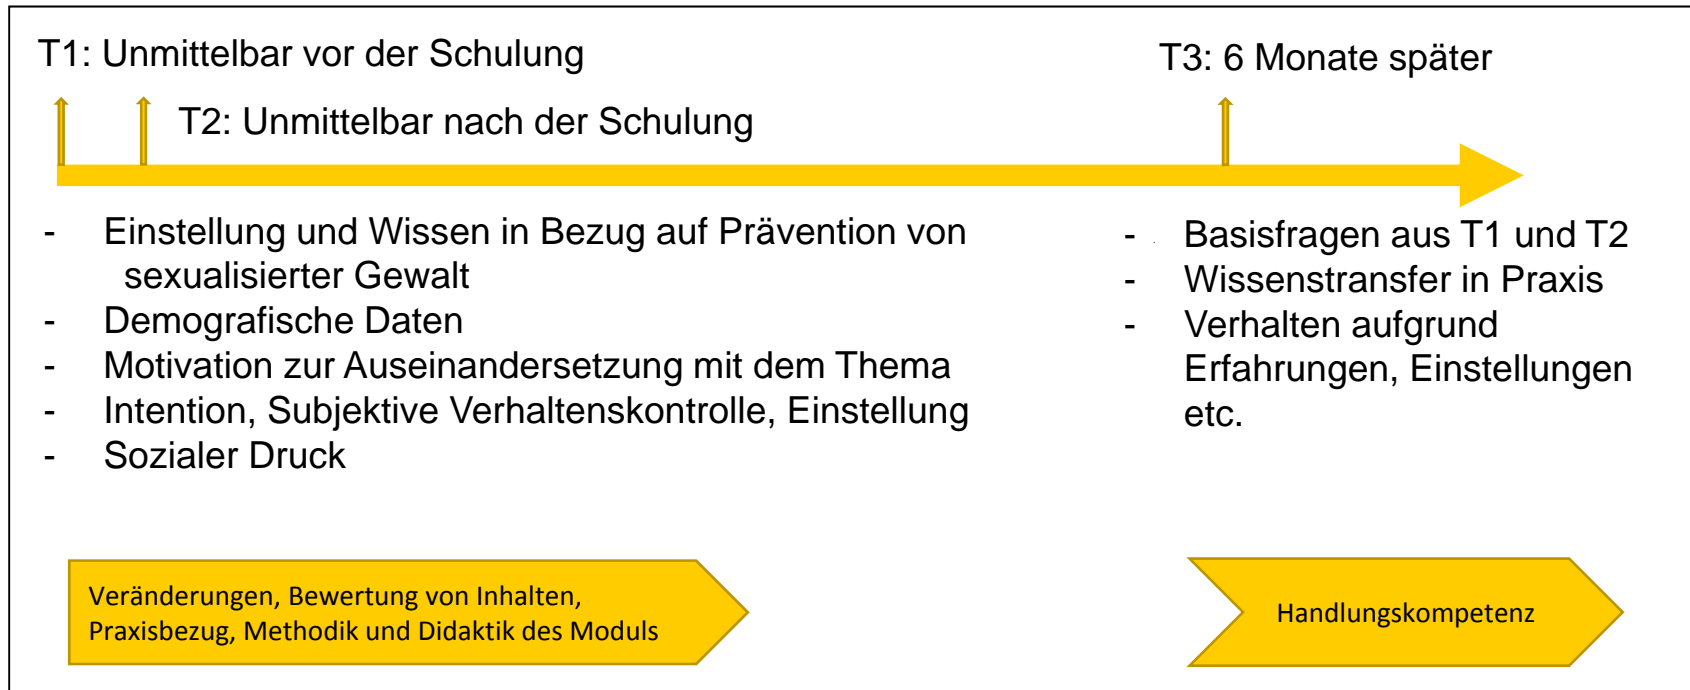 T1: Unmittelbar vor der Schulung
T3: 6 Monate später
T2: Unmittelbar nach der Schulung
- Einstellung und Wissen in Bezug auf Prävention von
sexualisierter Gewalt
- Demografische Daten
- Motivation zur Auseinandersetzung mit dem Thema
- Intention, Subjektive Verhaltenskontrolle, Einstellung
- Sozialer Druck
- Basisfragen aus T1 und T2
- Wissenstransfer in Praxis
- Verhalten aufgrund
Erfahrungen, Einstellungen
etc.
Veränderungen, Bewertung von Inhalten,
Praxisbezug, Methodik und Didaktik des Moduls
Handlungskompetenz